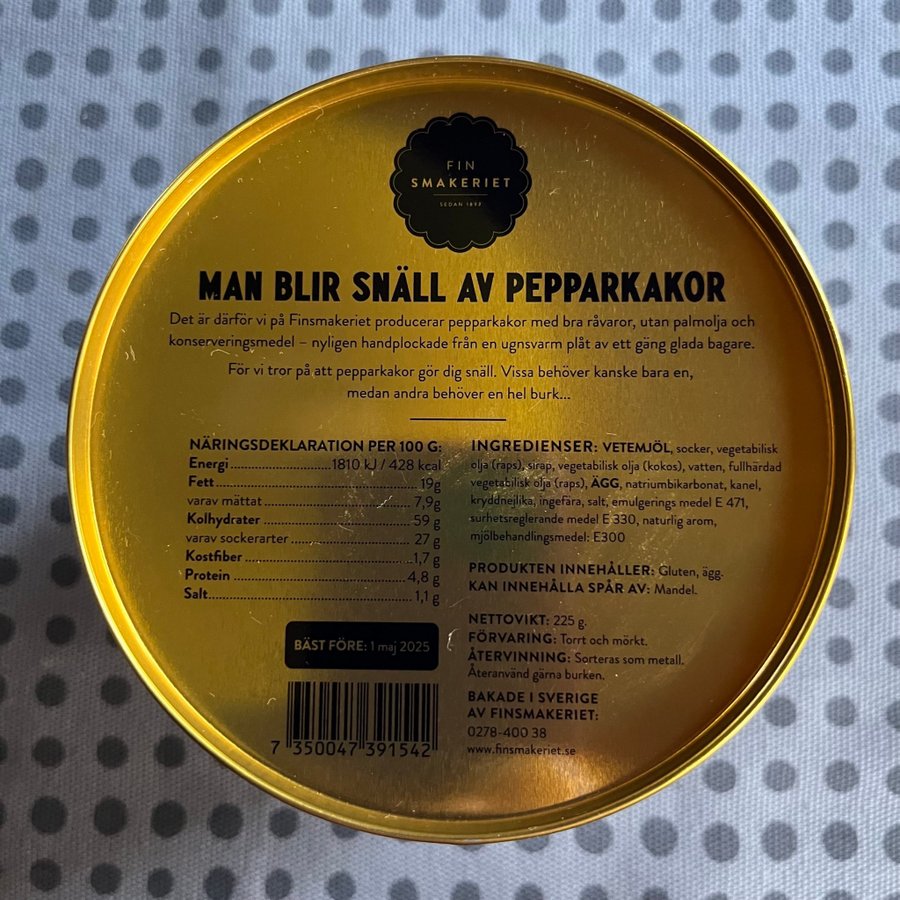 FIN
SMAKERIET
SEDAN 1892
MAN BLIR SNÄLL AV PEPPARKAKOR
Det är därför vi på Finsmakeriet producerar pepparkakor med bra råvaror, utan palmolja och
konserveringsmedel – nyligen handplockade från en ugnsvarm plåt av ett gäng glada bagare.
För vi tror på att pepparkakor gör dig snäll. Vissa behöver kanske bara en,
medan andra behöver en hel burk...
NÄRINGSDEKLARATION PER 100 G:
Energi 1810 kJ / 428 kcal
Fett 19g
varav mättat 7,9g
Kolhydrater 59 g
varav sockerarter 27 g
Kostfiber 1,7 g
Protein 4,8 g
Salt 1,1 g
BÄST FÖRE: 1 maj 2025
7 350047 391542
INGREDIENSER: VETEMJÖL, socker, vegetabilisk
olja (raps), sirap, vegetabilisk olja (kokos), vatten, fullhärdad
vegetabilisk olja (raps), ÄGG, natriumbikarbonat, kanel,
kryddnejlika, ingefära, salt, emulgerings medel E 471,
surhetsreglerande medel E 330, naturlig arom,
mjölbehandlingsmedel: E300
PRODUKTEN INNEHÅLLER: Gluten, ägg.
KAN INNEHÅLLA SPÅR AV: Mandel.
NETTOVIKT: 225 g.
FÖRVARING: Torrt och mörkt.
ÅTERVINNING: Sorteras som metall.
Återanvänd gärna burken.
BAKADE I SVERIGE
AV FINSMAKERIET:
0278-400 38
www.finsmakeriet.se